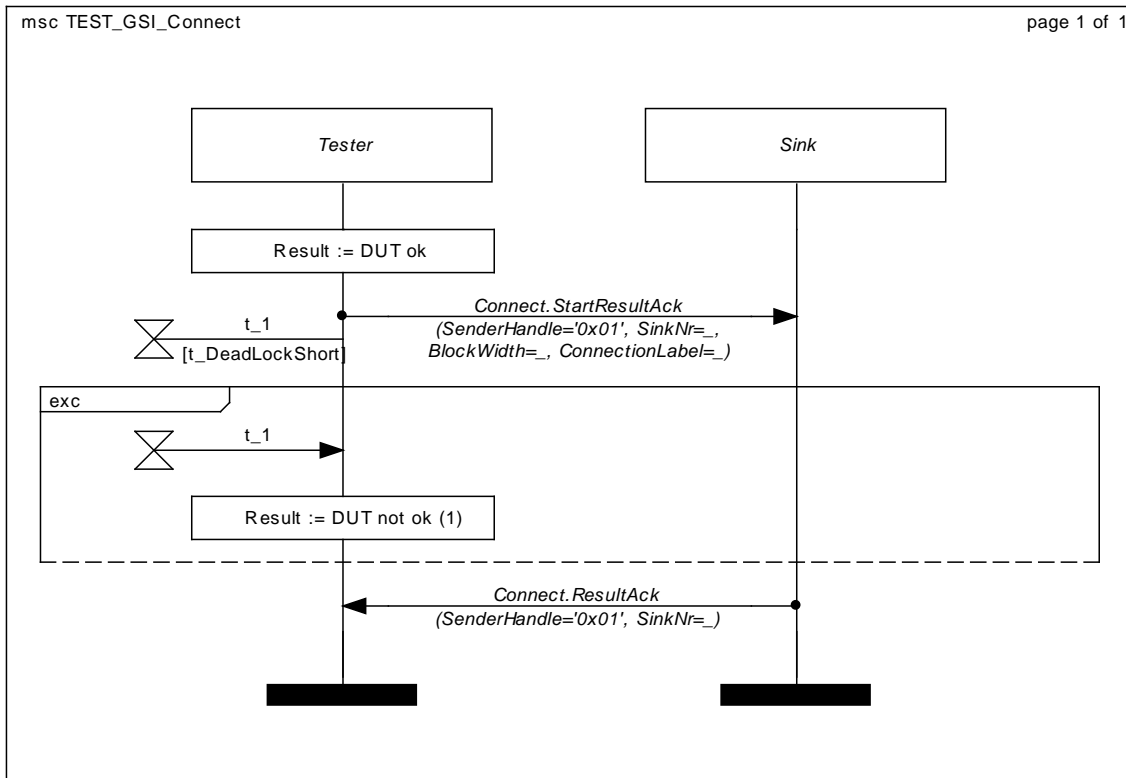 msc TEST_GSI_Connect
page 1 of 1
Tester
Sink
Result := DUT ok
Connect.StartResultAck
(SenderHandle='0x01', SinkNr=_,
BlockWidth=_, ConnectionLabel=_)
t_1
[t_DeadLockShort]
exc
t_1
Result := DUT not ok (1)
Connect.ResultAck
(SenderHandle='0x01', SinkNr=_)